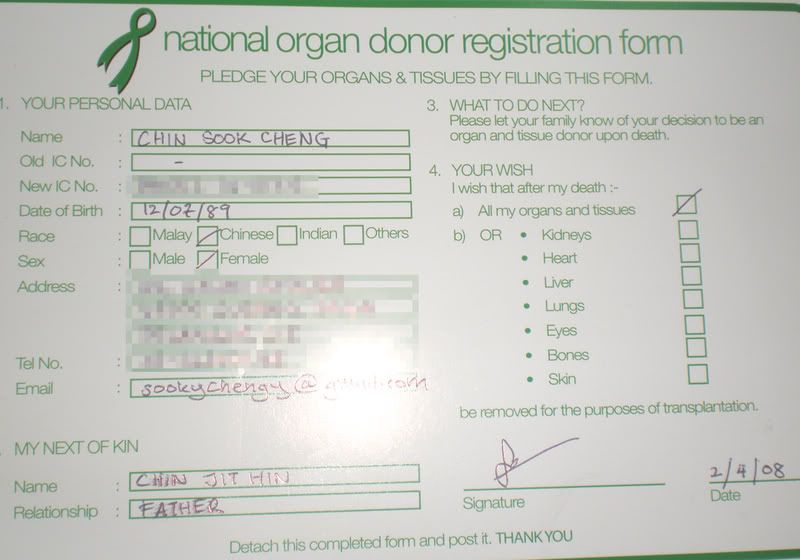 national organ donor registration form
PLEDGE YOUR ORGANS & TISSUES BY FILLING THIS FORM.
1. YOUR PERSONAL DATA
Name : CHIN SOOK CHENG
Old IC No. : -
New IC No. :
Date of Birth : 12/02/89
Race : Malay Chinese Indian Others
Sex : Male Female
Address :
Tel No. :
Email : sookychengy@gmail.com
MY NEXT OF KIN
Name : CHIN JIT HIN
Relationship : FATHER
3. WHAT TO DO NEXT?
Please let your family know of your decision to be an
organ and tissue donor upon death.
4. YOUR WISH
I wish that after my death :-
a) All my organs and tissues
b) OR • Kidneys
• Heart
• Liver
• Lungs
• Eyes
• Bones
• Skin
be removed for the purposes of transplantation.
2/4/08
Signature Date
Detach this completed form and post it. THANK YOU